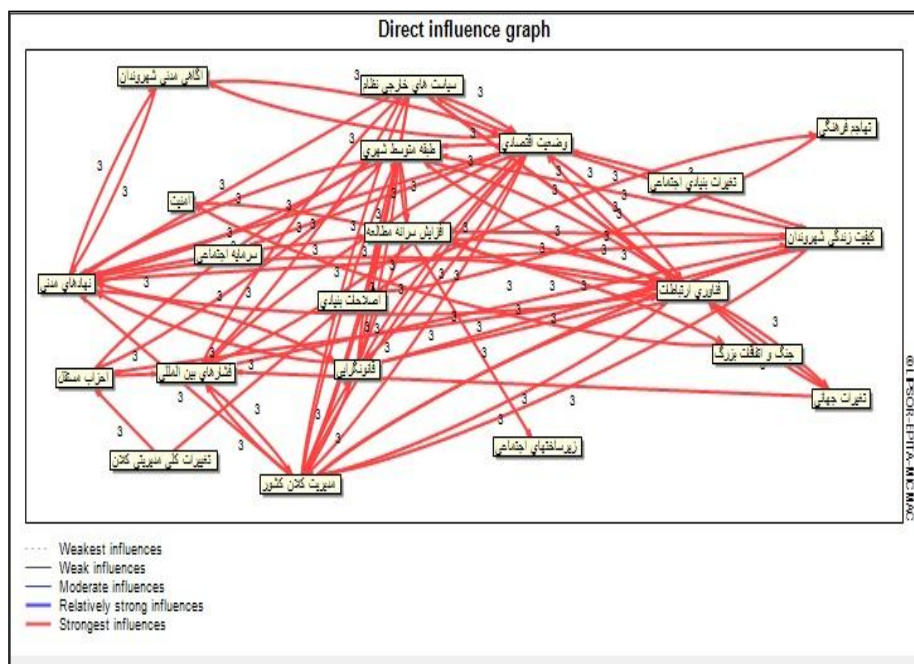 Direct influence graph
آگاهی مدنی شهروندان
سیاست های خارجی نظام
تهاجم فرهنگی
وضعیت اقتصادی
طبقه متوسط شهری
تغیرات بنیادی اجتماعی
امنیت
افزایش سرانه مطالعه
کیفیت زندگی شهروندان
سرمایه اجتماعی
نهادهای مدنی
فناوری ارتباطات
اصلاحات بنیادی
جنگ و اتفاقات بزرگ
قانونگرایی
احزاب مستقل
فشارهای بین المللی
تغیرات جهانی
زیرساختهای اجتماعی
تغییرات کلی مدیریتی کلان
مدیریت کلان کشور
© LIPSOR-EPITA-MICMAC
Weakest influences
Weak influences
Moderate influences
Relatively strong influences
Strongest influences